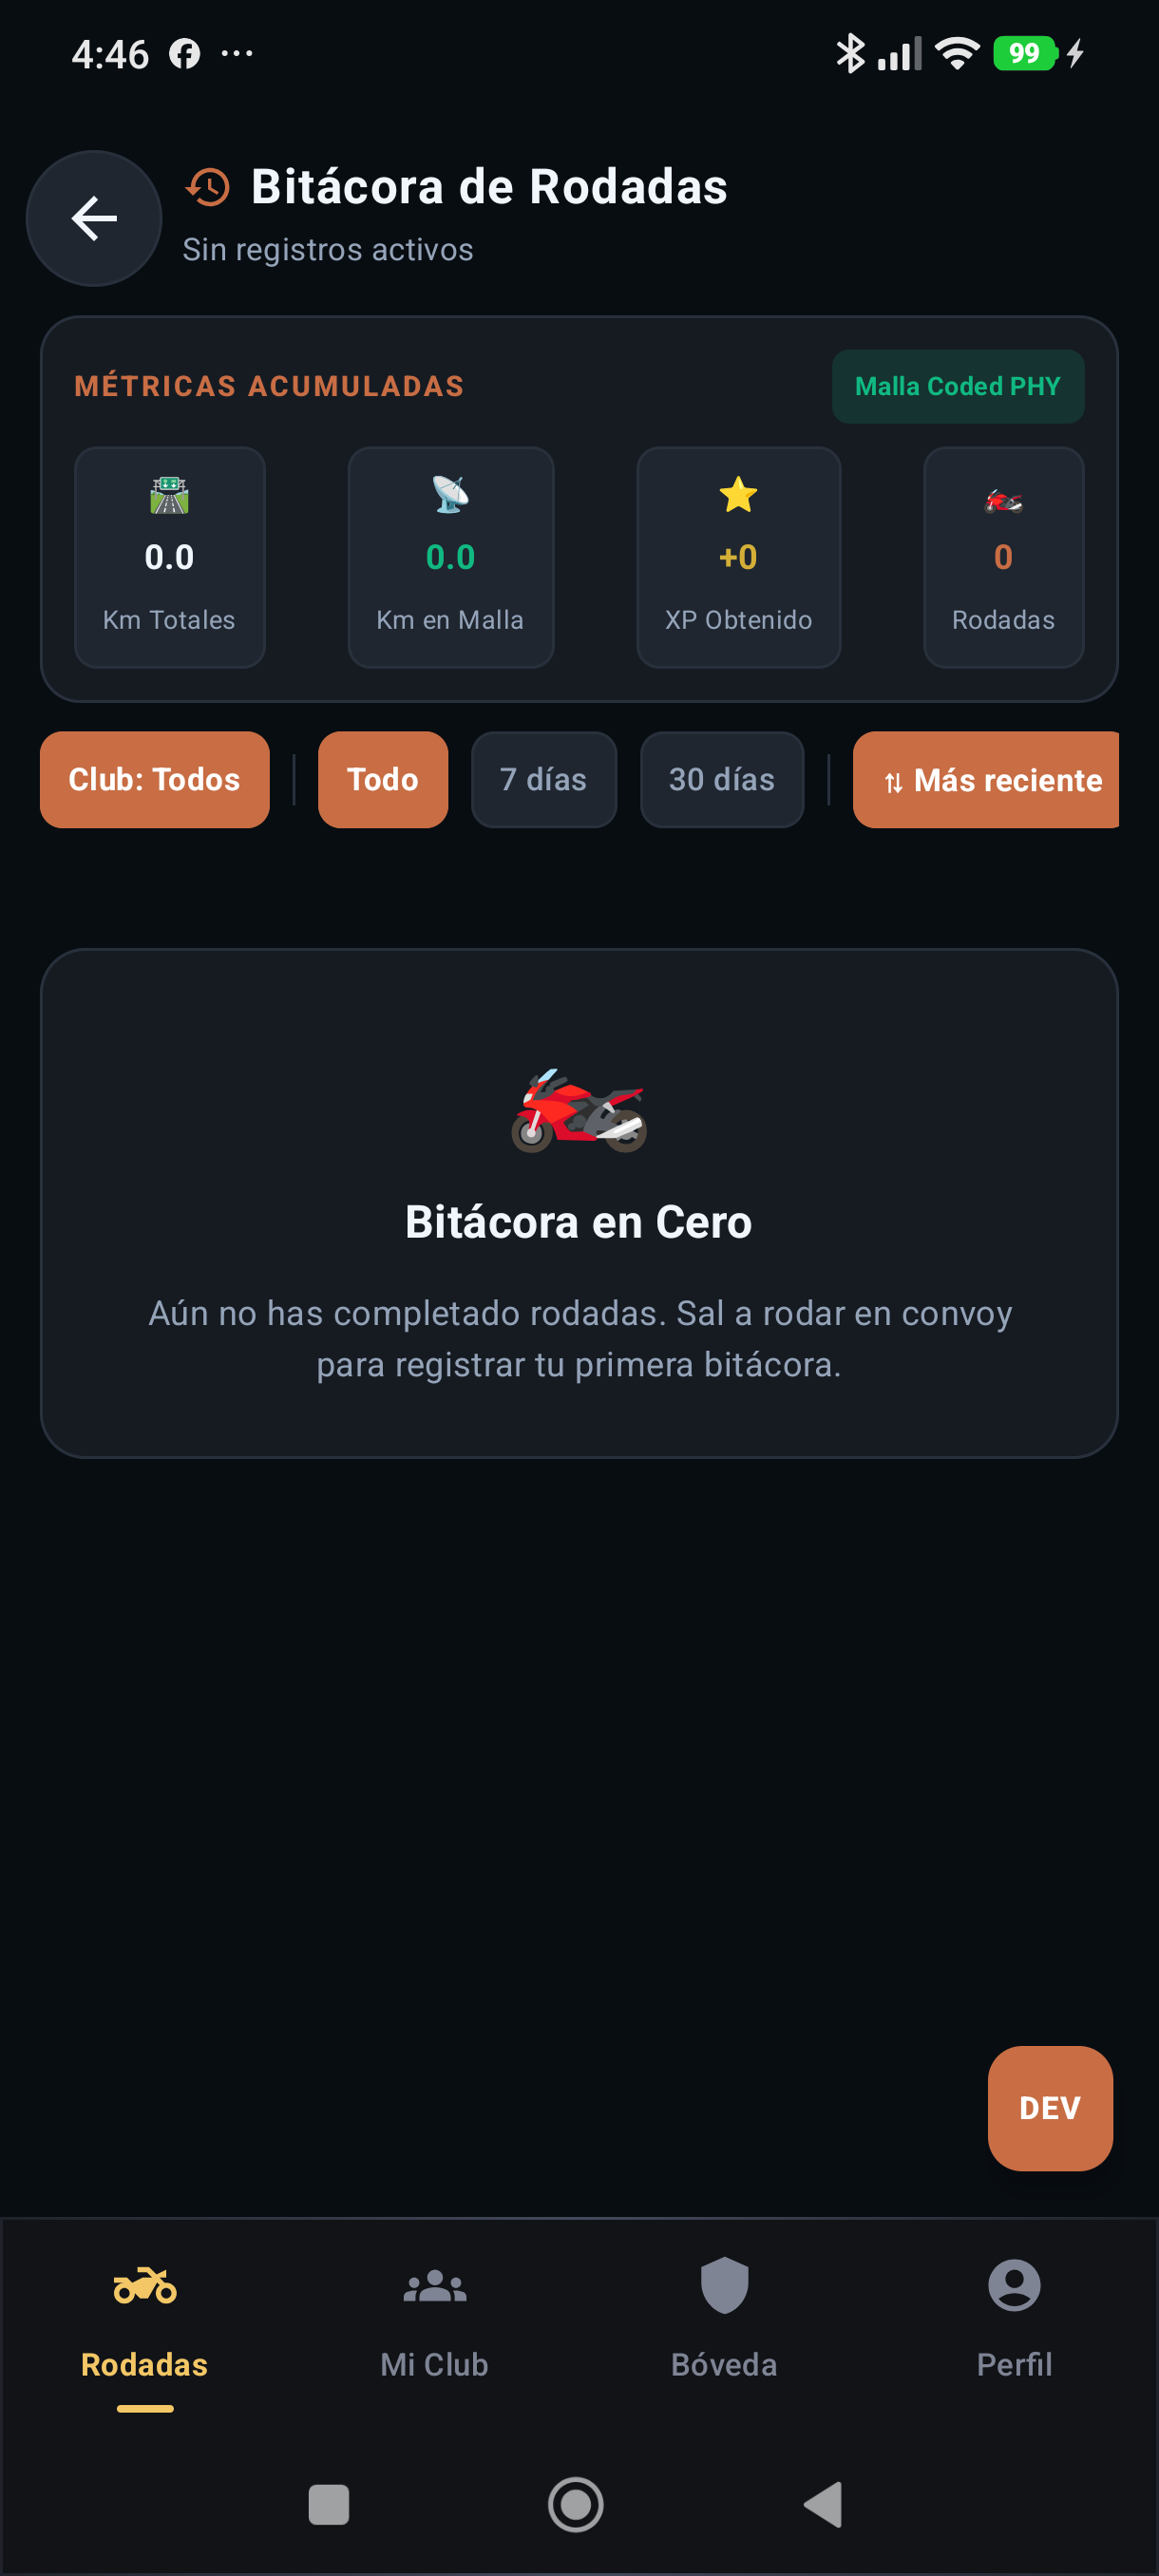 4:46
99
Bitácora de Rodadas
Sin registros activos
MÉTRICAS ACUMULADAS
Malla Coded PHY
0.0
Km Totales
0.0
Km en Malla
+0
XP Obtenido
0
Rodadas
Club: Todos
Todo
7 días
30 días
Más reciente
Bitácora en Cero
Aún no has completado rodadas. Sal a rodar en convoy
para registrar tu primera bitácora.
DEV
Rodadas
Mi Club
Bóveda
Perfil